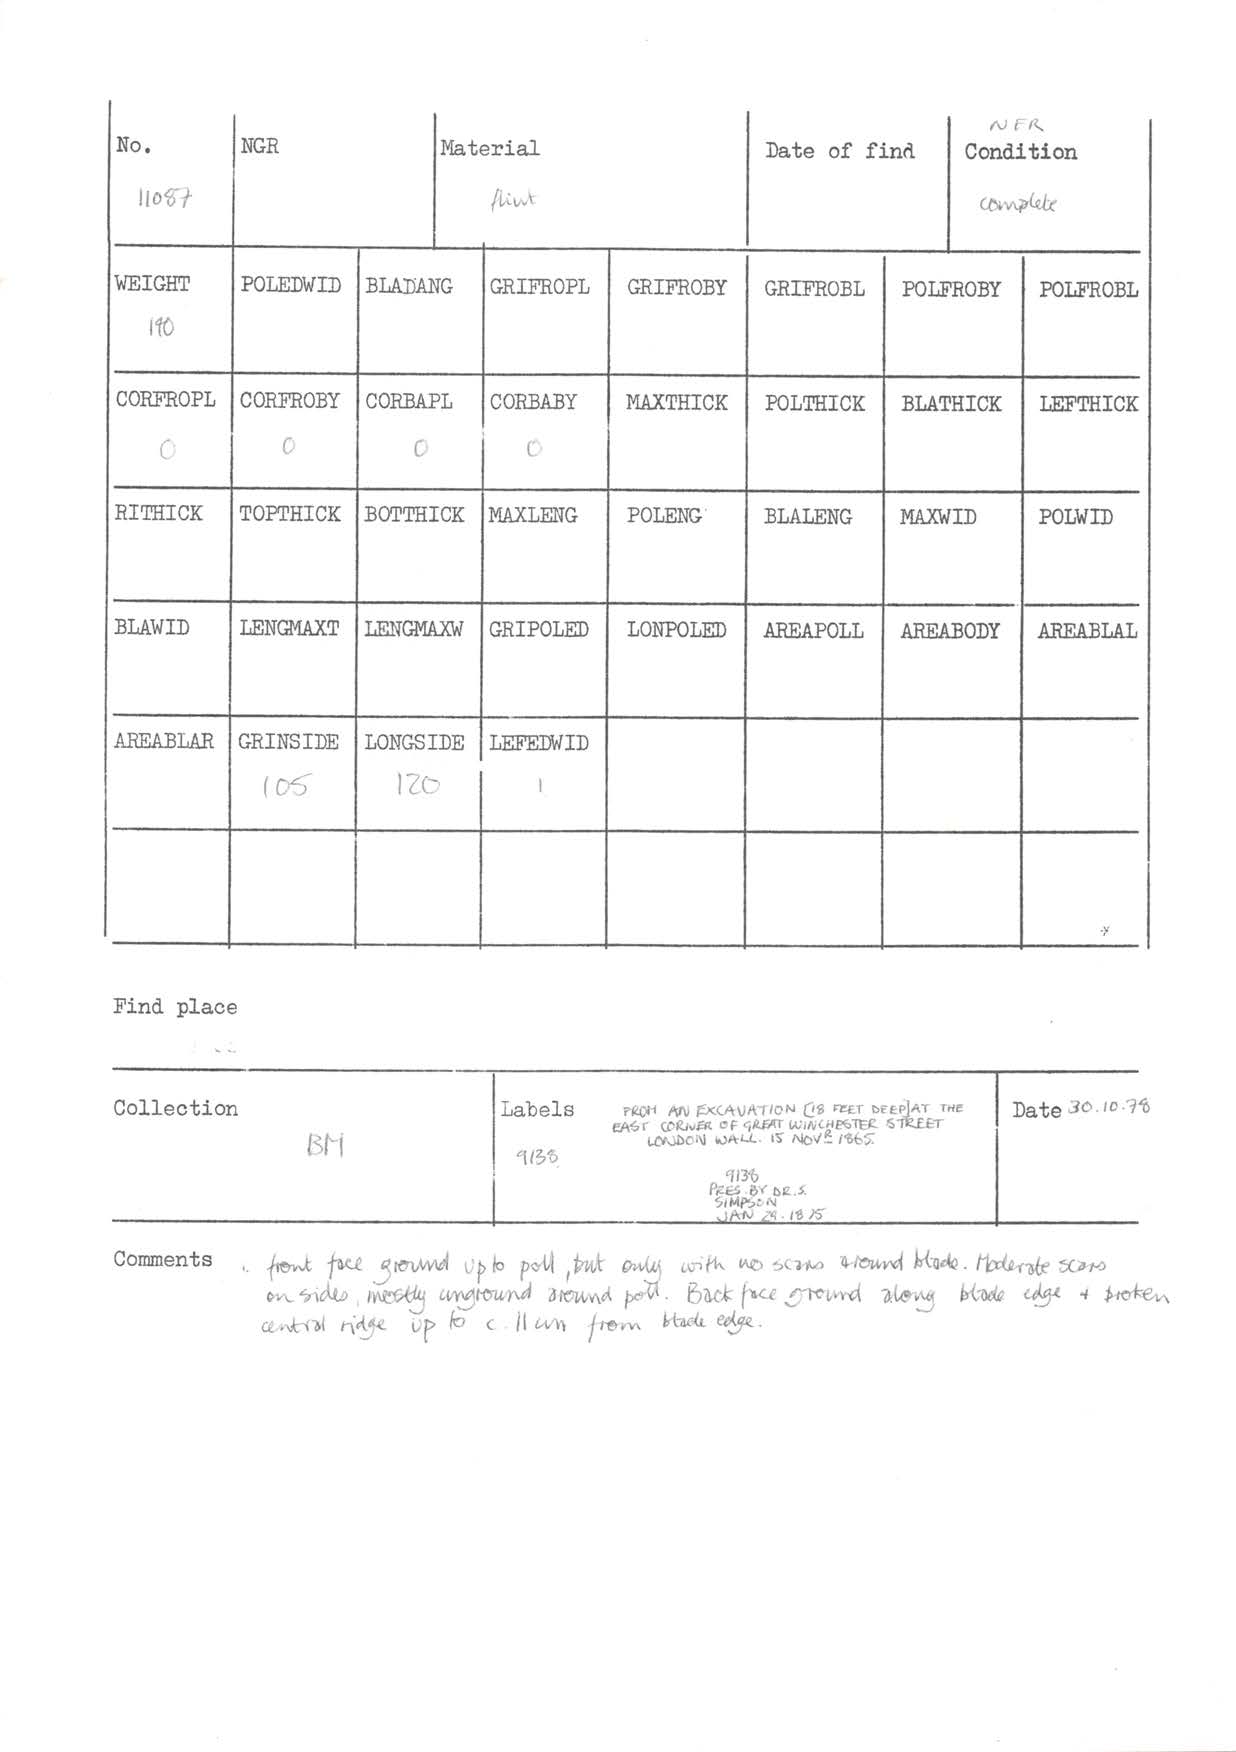 NFR
No. NGR Material Date of find Condition
11087 flint complete
WEIGHT POLEDWID BLADANG GRIFROPL GRIFROBY GRIFROBL POLFROBY POLFROBL
190
CORFROPL CORFROBY CORBAPL CORBABY MAXTHICK POLTHICK BLATHICK LEFTHICK
0 0 0 0
RITHICK TOPTHICK BOTTHICK MAXLENG POLENG BLALENG MAXWID POLWID
BLAWID LENGMAXT LENGMAXW GRIPOLED LONPOLED AREAPOLL AREABODY AREABLAL
AREABLAR GRINSIDE LONGSIDE LEFEDWID
105 120 1
Find place
Collection
BM
Labels
9138
FROM AN EXCAVATION [18 FEET DEEP] AT THE
EAST CORNER OF GREAT WINCHESTER STREET
LONDON WALL. 15 NOVR 1865.
9138
PRES. BY DR. S.
SIMPSON
JAN 29.
Date 30.10.78
Comments front face ground up to poll, but only with no scars around blade. Moderate scars
on sides, mostly unground around poll. Back face ground along blade edge + broken
central ridge up to c. 11 cm from blade edge.